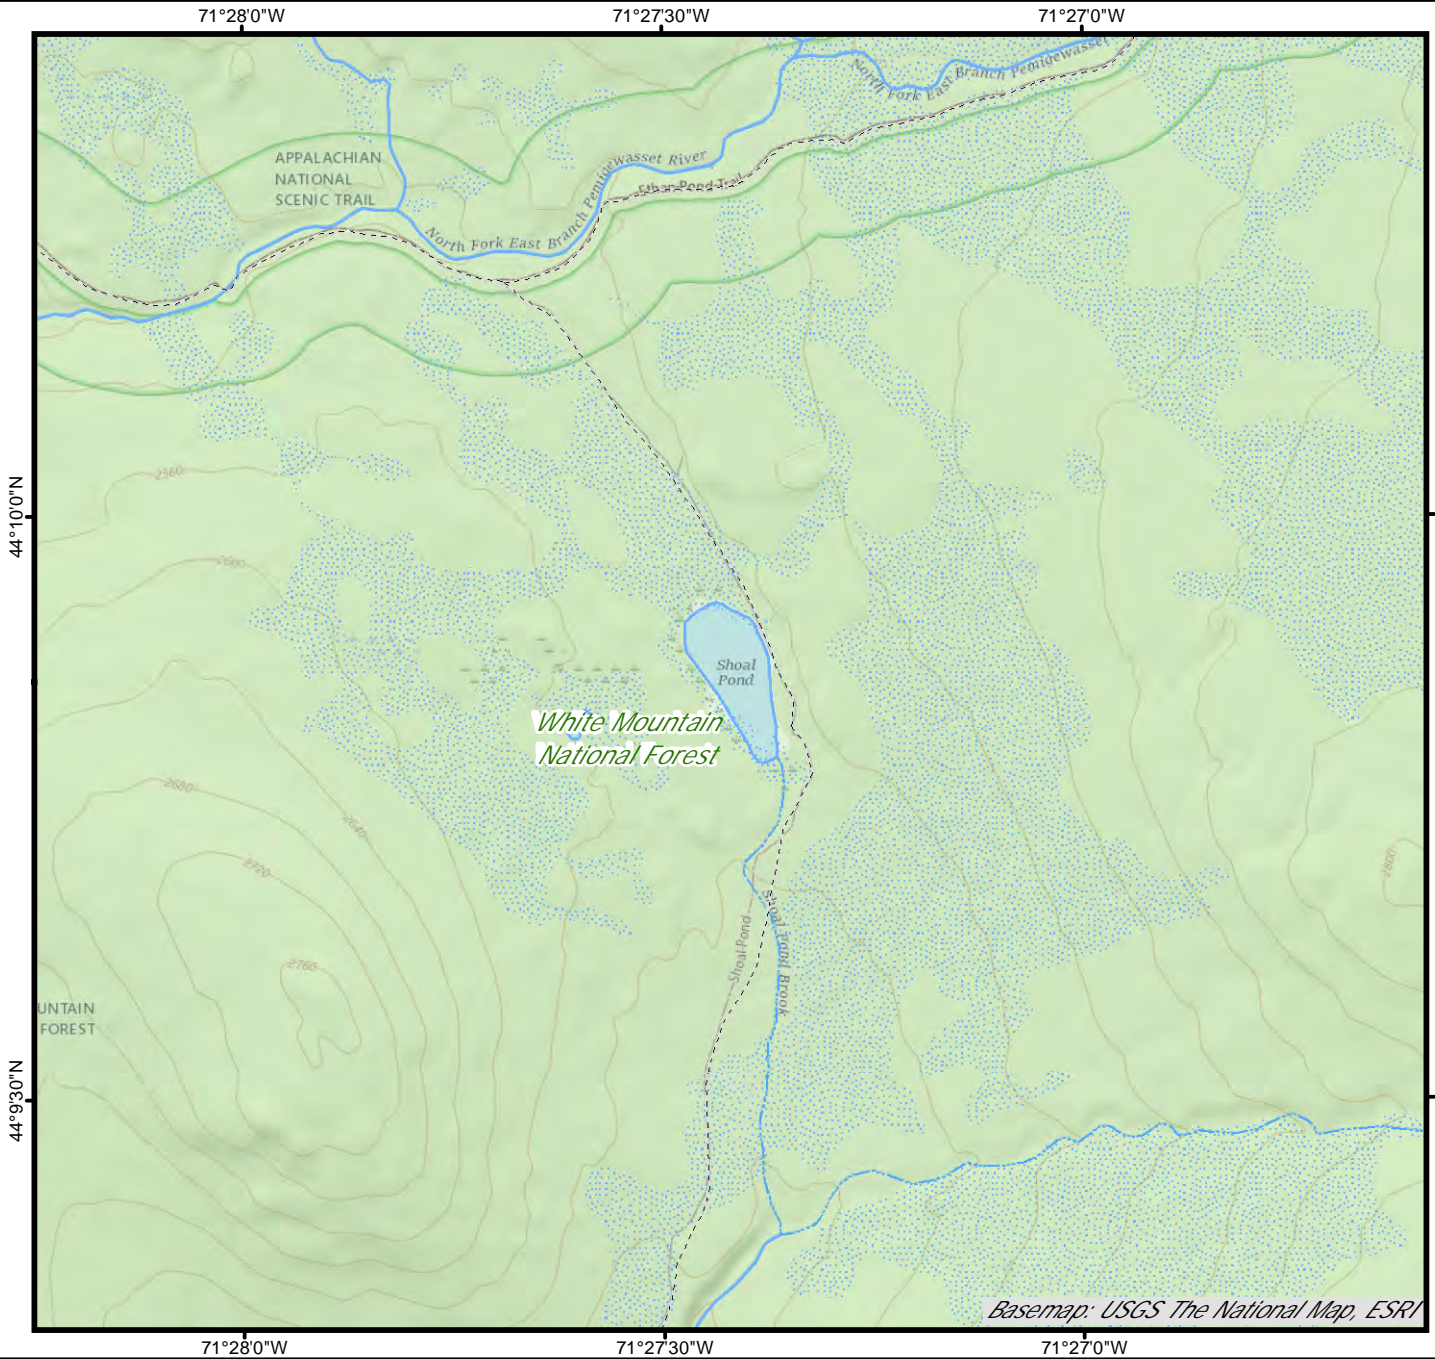 71°28'0"W
71°27'30"W
71°27'0"W
North Fork East Branch Pemigewasset
APPALACHIAN
NATIONAL
SCENIC TRAIL
North Fork East Branch Pemigewasset River
Ethan-Pond-Trail
2560
44°10'0"N
2600
Shoal
Pond
White Mountain
National Forest
2680
2640
2720
2800
Shoal-Pond
Shoal Pond Brook
2760
UNTAIN
FOREST
44°9'30"N
Basemap: USGS The National Map, ESRI
71°28'0"W
71°27'30"W
71°27'0"W